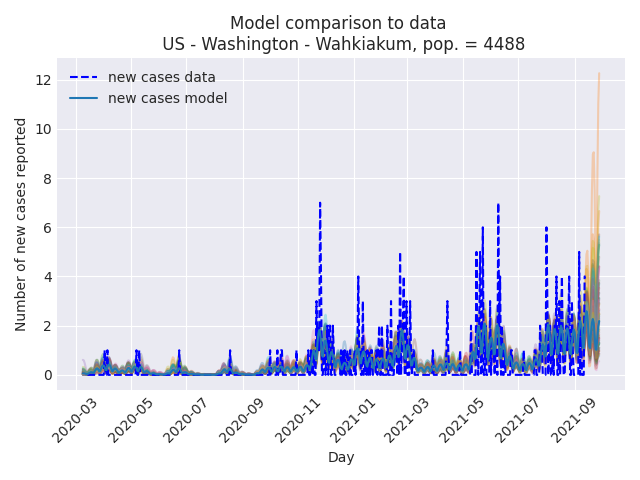 Model comparison to data
US - Washington - Wahkiakum, pop. = 4488
new cases data
new cases model
Number of new cases reported
12
10
8
6
4
2
0
2020-03
2020-05
2020-07
2020-09
2020-11
2021-01
2021-03
2021-05
2021-07
2021-09
Day